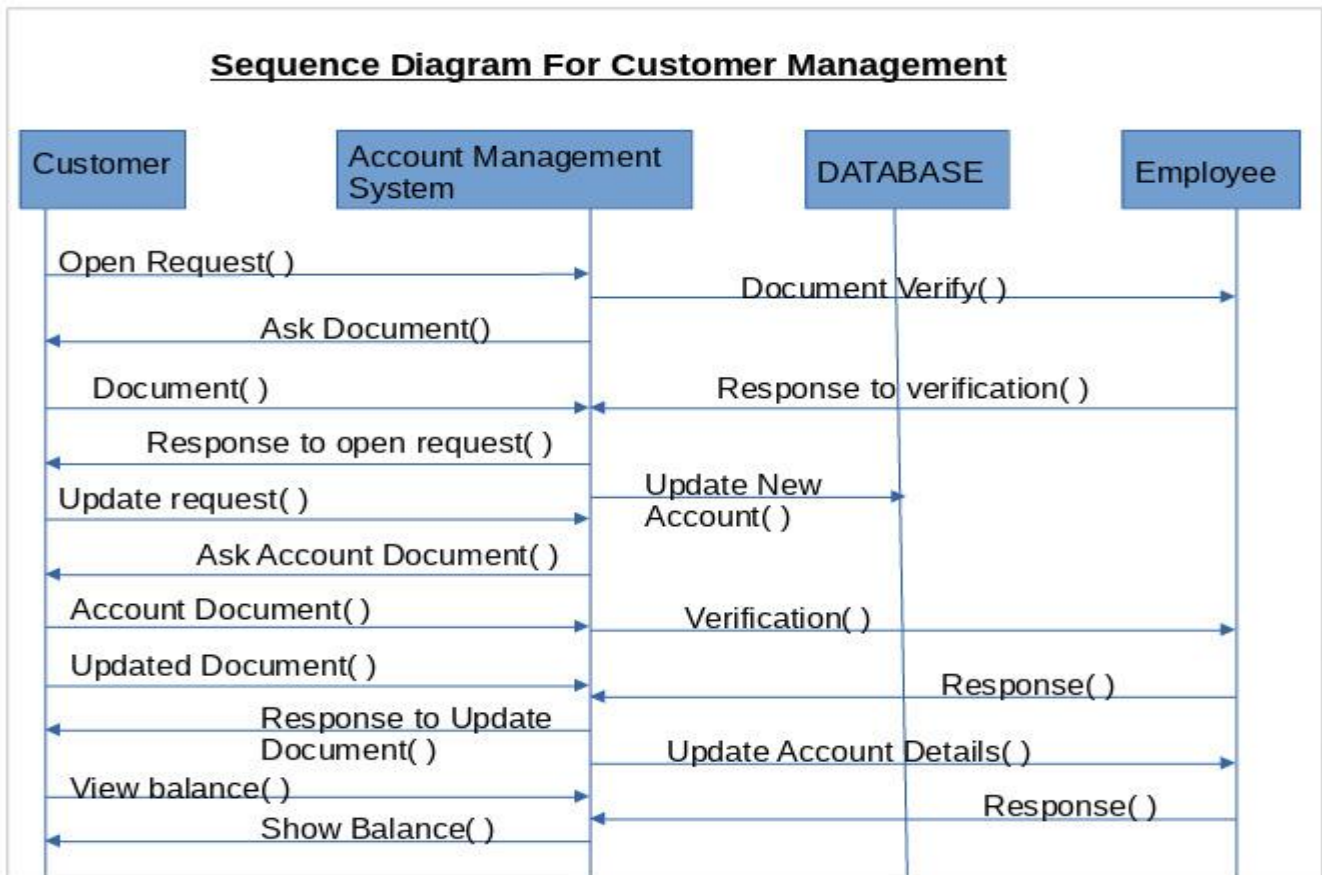 Sequence Diagram For Customer Management
Customer
Account Management
System
DATABASE
Employee
Open Request( )
Document Verify( )
Ask Document()
Document( )
Response to verification( )
Response to open request( )
Update request( )
Update New
Account( )
Ask Account Document( )
Account Document( )
Verification( )
Updated Document( )
Response( )
Response to Update
Document( )
Update Account Details( )
View balance( )
Response( )
Show Balance( )